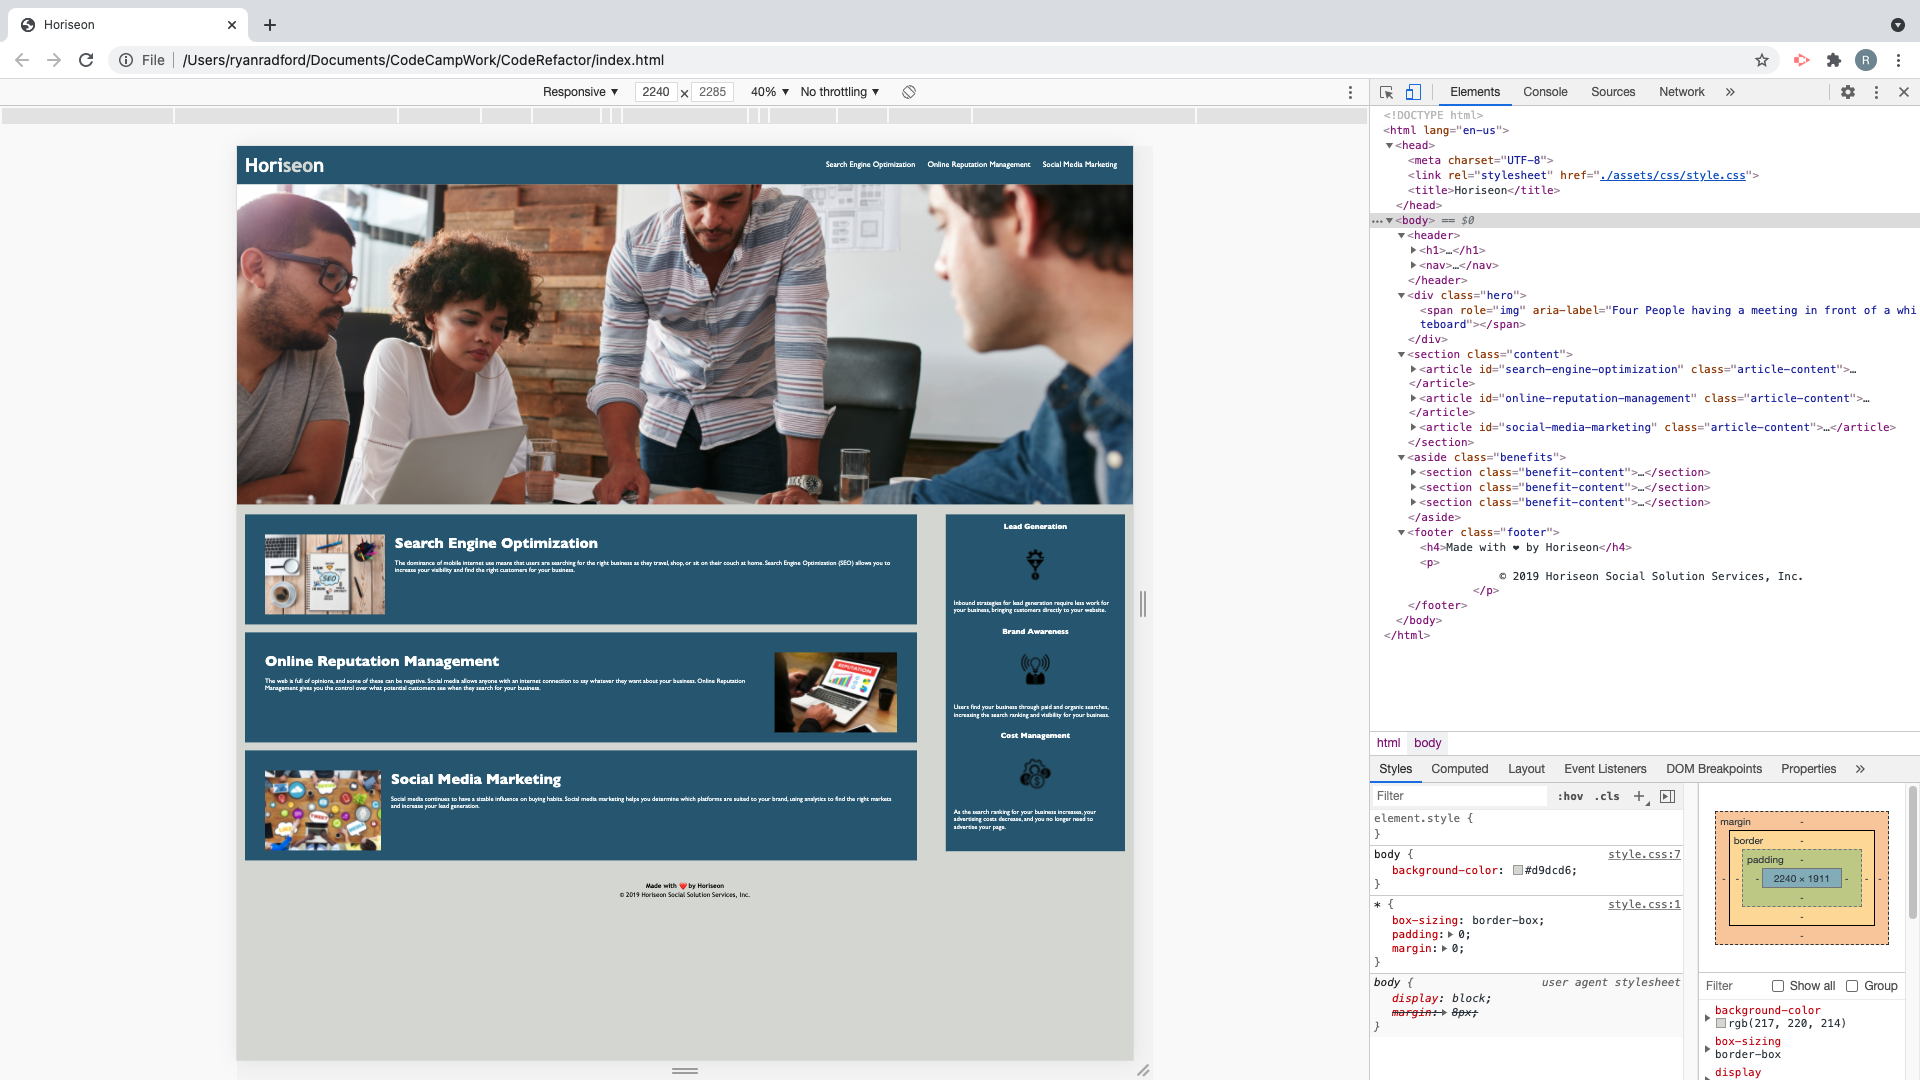 Horiseon
File
/Users/ryanradford/Documents/CodeCampWork/CodeRefactor/index.html
R
Responsive ▼ 2240 × 2285 40% ▼ No throttling ▼
Horiseon
Search Engine Optimization Online Reputation Management Social Media Marketing
Search Engine Optimization
The dominance of mobile internet use means that users are searching for the right business as they travel, shop, or sit on their couch at home. Search Engine Optimization (SEO) allows you to
increase your visibility and find the right customers for your business.
SEO
Online Reputation Management
The web is full of opinions, and some of these can be negative. Social media allows anyone with an internet connection to say whatever they want about your business. Online Reputation
Management gives you the control over what potential customers see when they search for your business.
REPUTATION
Social Media Marketing
Social media continues to have a sizable influence on buying habits. Social media marketing helps you determine which platforms are suited to your brand, using analytics to find the right markets
and increase your lead generation.
TWEET
Lead Generation
Inbound strategies for lead generation require less work for
your business, bringing customers directly to your website.
Brand Awareness
Users find your business through paid and organic searches,
increasing the search ranking and visibility for your business.
Cost Management
As the search ranking for your business increases, your
advertising costs decrease, and you no longer need to
advertise your page.
Made with ❤️ by Horiseon
© 2019 Horiseon Social Solution Services, Inc.
Elements Console Sources Network »
<!DOCTYPE html>
<html lang="en-us">
▼<head>
<meta charset="UTF-8">
<link rel="stylesheet" href="./assets/css/style.css">
<title>Horiseon</title>
</head>
…▼<body> == $0
▼<header>
▶<h1>…</h1>
▶<nav>…</nav>
</header>
▼<div class="hero">
<span role="img" aria-label="Four People having a meeting in front of a whi
teboard"></span>
</div>
▼<section class="content">
▶<article id="search-engine-optimization" class="article-content">…
</article>
▶<article id="online-reputation-management" class="article-content">…
</article>
▶<article id="social-media-marketing" class="article-content">…</article>
</section>
▼<aside class="benefits">
▶<section class="benefit-content">…</section>
▶<section class="benefit-content">…</section>
▶<section class="benefit-content">…</section>
</aside>
▼<footer class="footer">
<h4>Made with ❤ by Horiseon</h4>
<p>
© 2019 Horiseon Social Solution Services, Inc.
</p>
</footer>
</body>
</html>
html body
Styles Computed Layout Event Listeners DOM Breakpoints Properties »
Filter :hov .cls +
element.style {
}
body { style.css:7
background-color: #d9dcd6;
}
* { style.css:1
box-sizing: border-box;
padding:▶ 0;
margin:▶ 0;
}
body { user agent stylesheet
display: block;
margin:▶ 8px;
}
margin -
border -
padding -
- - - 2240 × 1911 - - -
-
-
-
Filter Show all Group
▶ background-color
rgb(217, 220, 214)
▶ box-sizing
border-box
▶ display